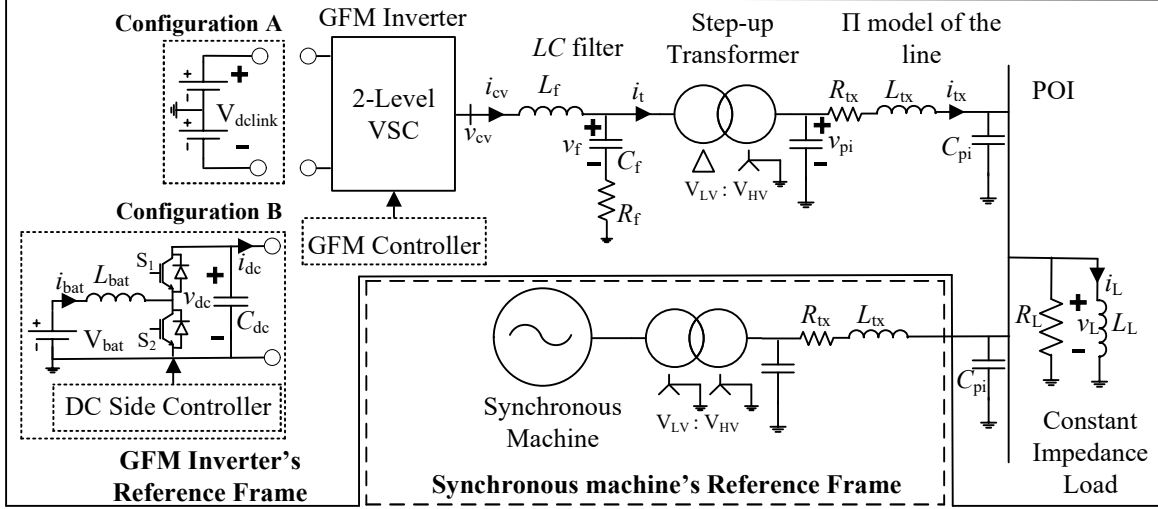 Configuration A
V_dclink
+
-
GFM Inverter
2-Level
VSC
GFM Controller
i_cv
v_cv
LC filter
L_f
i_t
+
v_f
-
C_f
R_f
Step-up
Transformer
V_LV : V_HV
+
v_pi
-
Π model of the
line
R_tx
L_tx
i_tx
C_pi
POI
Configuration B
i_bat
L_bat
S_1
S_2
v_dc
+
-
i_dc
C_dc
V_bat
DC Side Controller
GFM Inverter's
Reference Frame
Synchronous
Machine
V_LV : V_HV
R_tx
L_tx
C_pi
Synchronous machine's Reference Frame
R_L
+
v_L
-
i_L
L_L
Constant
Impedance
Load